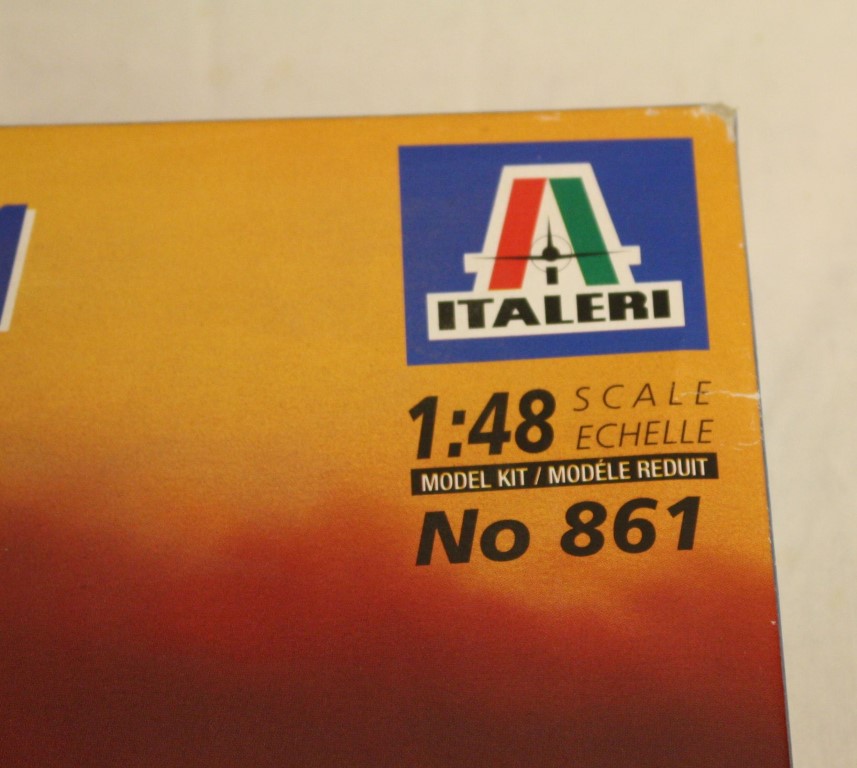 ITALERI
1:48 SCALE
ECHELLE
MODEL KIT / MODÉLE REDUIT
No 861